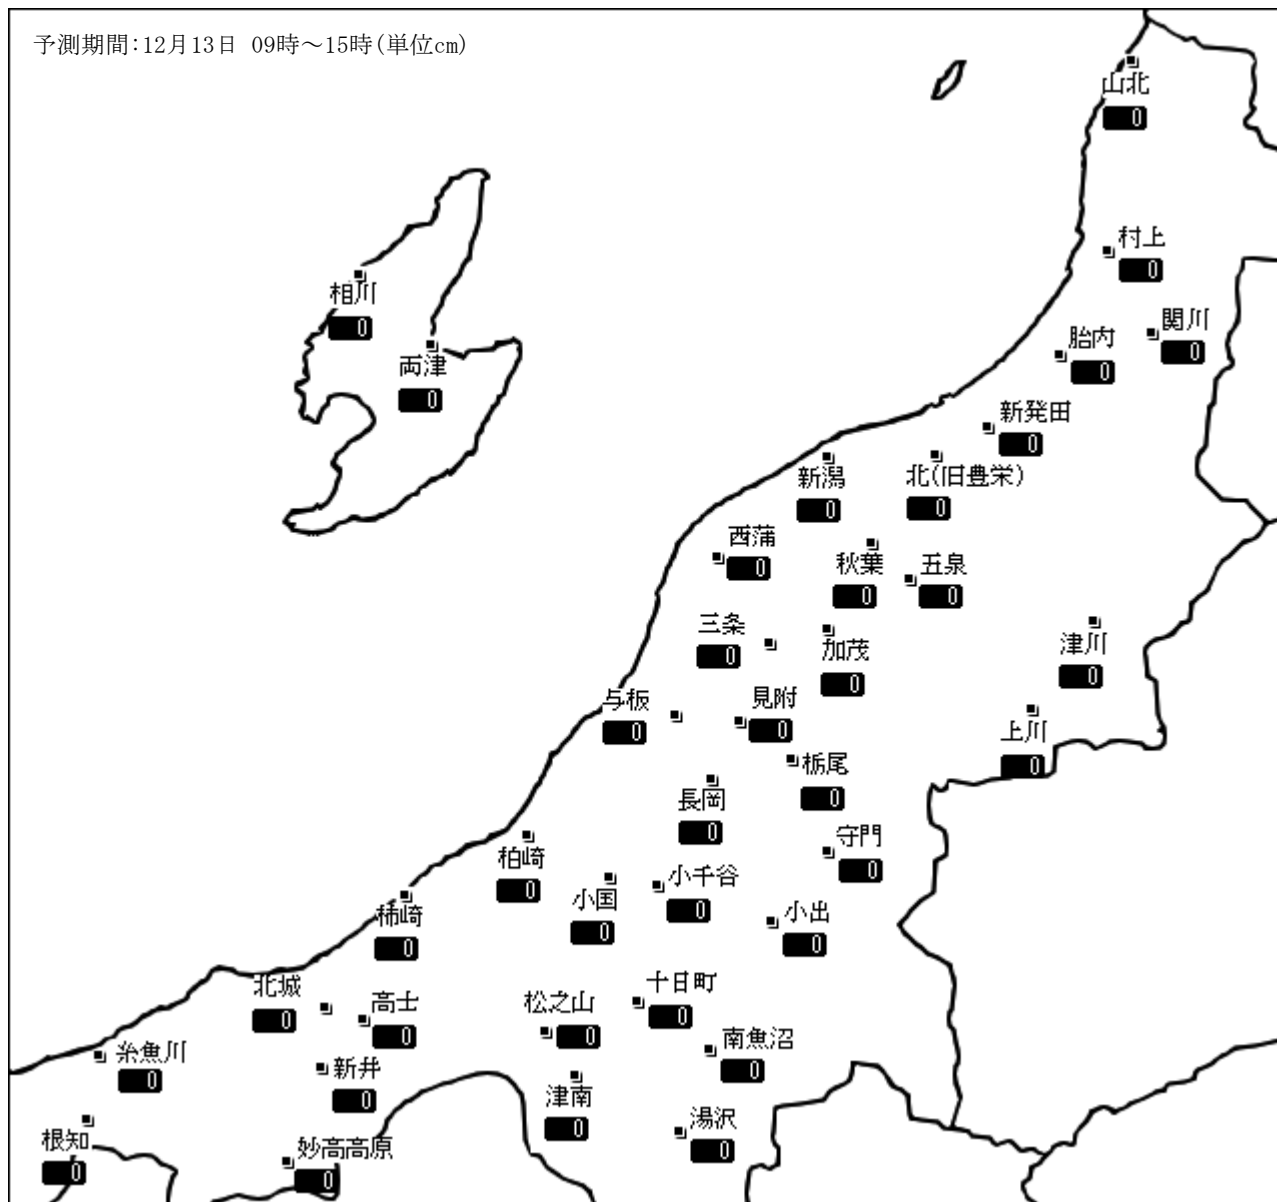 予測期間:12月13日 09時～15時(単位cm)
山北
0
村上
0
相川
0
関川
0
胎内
0
両津
0
新発田
0
新潟
0
北(旧豊栄)
0
西蒲
0
秋葉
0
五泉
0
三条
0
加茂
0
津川
0
与板
0
見附
0
上川
0
栃尾
0
長岡
0
守門
0
柏崎
0
小国
0
小千谷
0
小出
0
柿崎
0
北城
0
高士
0
松之山
0
十日町
0
南魚沼
0
糸魚川
0
新井
0
津南
0
湯沢
0
根知
0
妙高高原
0